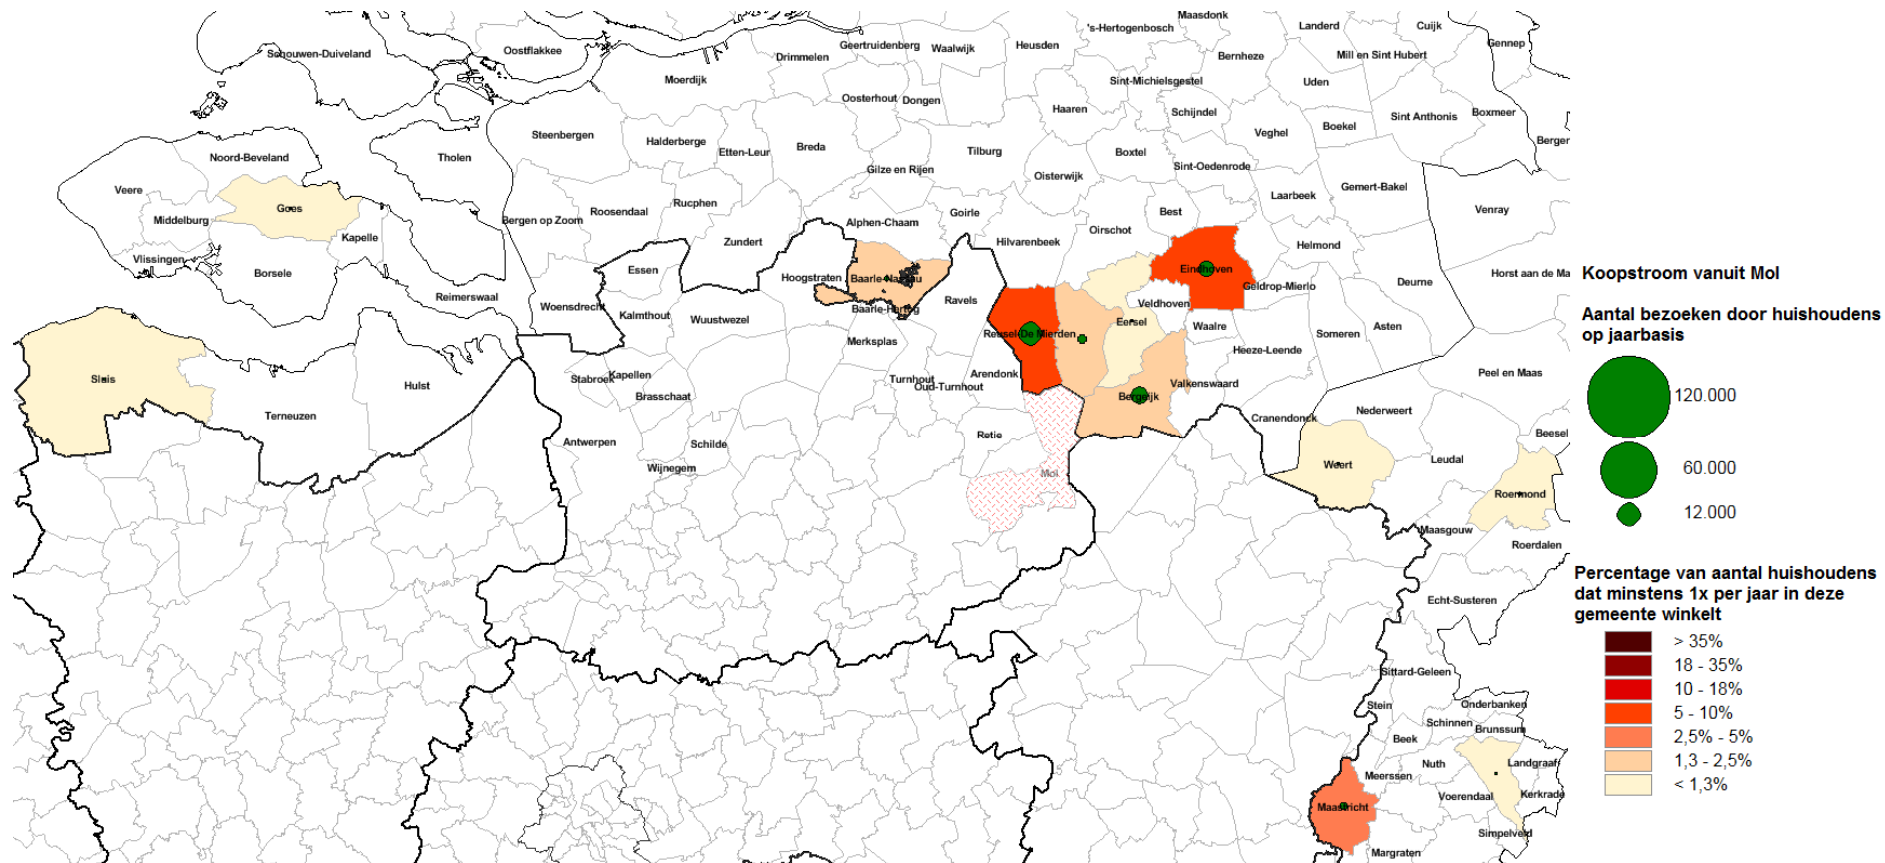 Maasdonk
Landerd
Cuijk
's-Hertogenbosch
Geertruidenberg
Waalwijk
Heusden
Gennep
Oostflakkee
Schouwen-Duiveland
Drimmelen
Bernheze
Mill en Sint Hubert
Moerdijk
Sint-Michielsgestel
Uden
Oosterhout
Dongen
Haaren
Schijndel
Sint Anthonis
Boxmeer
Boekel
Veghel
Steenbergen
Halderberge
Etten-Leur
Breda
Tilburg
Boxtel
Berger
Noord-Beveland
Tholen
Gilze en Rijen
Oisterwijk
Sint-Oedenrode
Veere
Laarbeek
Gemert-Bakel
Goes
Middelburg
Roosendaal
Rucphen
Bergen op Zoom
Alphen-Chaam
Goirle
Best
Venray
Kapelle
Oirschot
Zundert
Hilvarenbeek
Helmond
Vlissingen
Borsele
Essen
Hoogstraten
Baarle-Nassau
Eindhoven
Horst aan de Ma
Deurne
Geldrop-Mierlo
Reimerswaal
Woensdrecht
Ravels
Veldhoven
Baarle-Hertog
Kalmthout
Wuustwezel
Eersel
Waalre
Asten
Reusel-De Mierden
Someren
Merksplas
Heeze-Leende
Sluis
Stabroek
Kapellen
Turnhout
Oud-Turnhout
Arendonk
Peel en Maas
Hulst
Valkenswaard
Brasschaat
Bergeijk
Terneuzen
Nederweert
Cranendonck
Antwerpen
Schilde
Retie
Beesel
Leudal
Weert
Wijnegem
Mol
Roermond
Maasgouw
Roerdalen
Echt-Susteren
Sittard-Geleen
Stein
Onderbanken
Schinnen
Brunssum
Beek
Nuth
Landgraaf
Meerssen
Voerendaal
Kerkrade
Maastricht
Simpelveld
Margraten
Koopstroom vanuit Mol
Aantal bezoeken door huishoudens
op jaarbasis
120.000
60.000
12.000
Percentage van aantal huishoudens
dat minstens 1x per jaar in deze
gemeente winkelt
> 35%
18 - 35%
10 - 18%
5 - 10%
2,5% - 5%
1,3 - 2,5%
< 1,3%